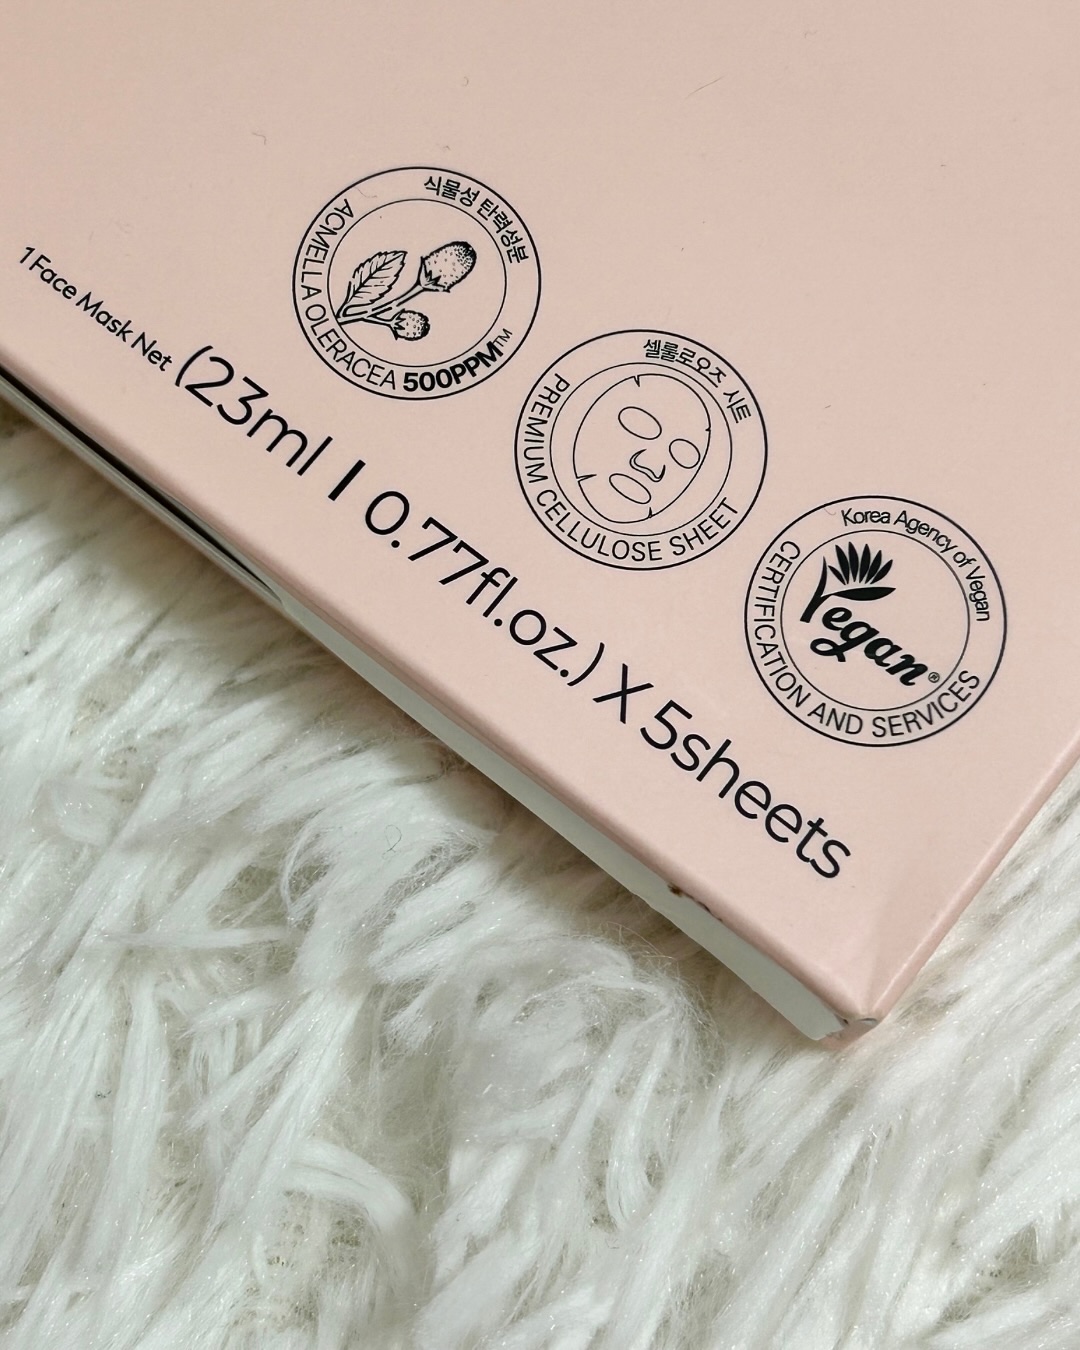 식물성 탄력성분
ACMELLA OLERACEA 500PPM™
셀룰로오즈 시트
PREMIUM CELLULOSE SHEET
Korea Agency of Vegan
Vegan®
CERTIFICATION AND SERVICES
1 Face Mask Net (23ml I 0.77fl.oz.) X 5sheets